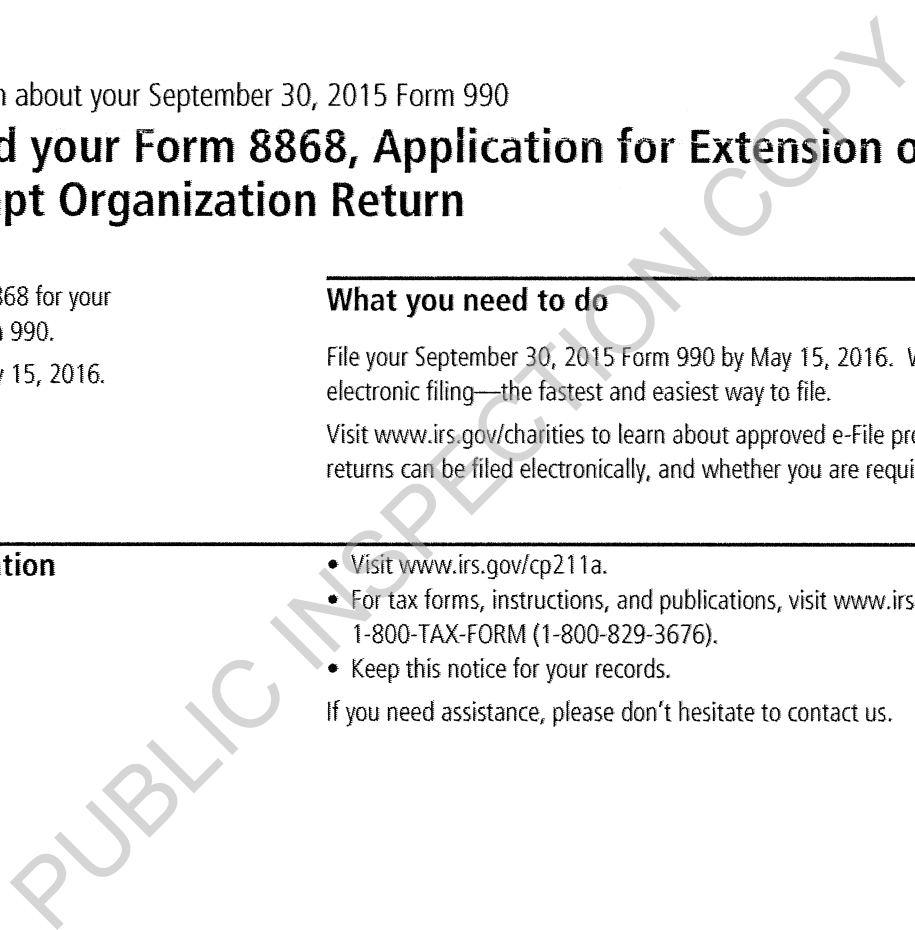 about your September 30, 2015 Form 990
your Form 8868, Application for Extension
Organization Return
868 for your
990.
15, 2016.
What you need to do
File your September 30, 2015 Form 990 by May 15, 2016.
electronic filing—the fastest and easiest way to file.
Visit www.irs.gov/charities to learn about approved e-File
returns can be filed electronically, and whether you are
• Visit www.irs.gov/cp211a.
• For tax forms, instructions, and publications, visit www.irs
1-800-TAX-FORM (1-800-829-3676).
• Keep this notice for your records.
If you need assistance, please don't hesitate to contact us.
PUBLIC INSPECTION COPY